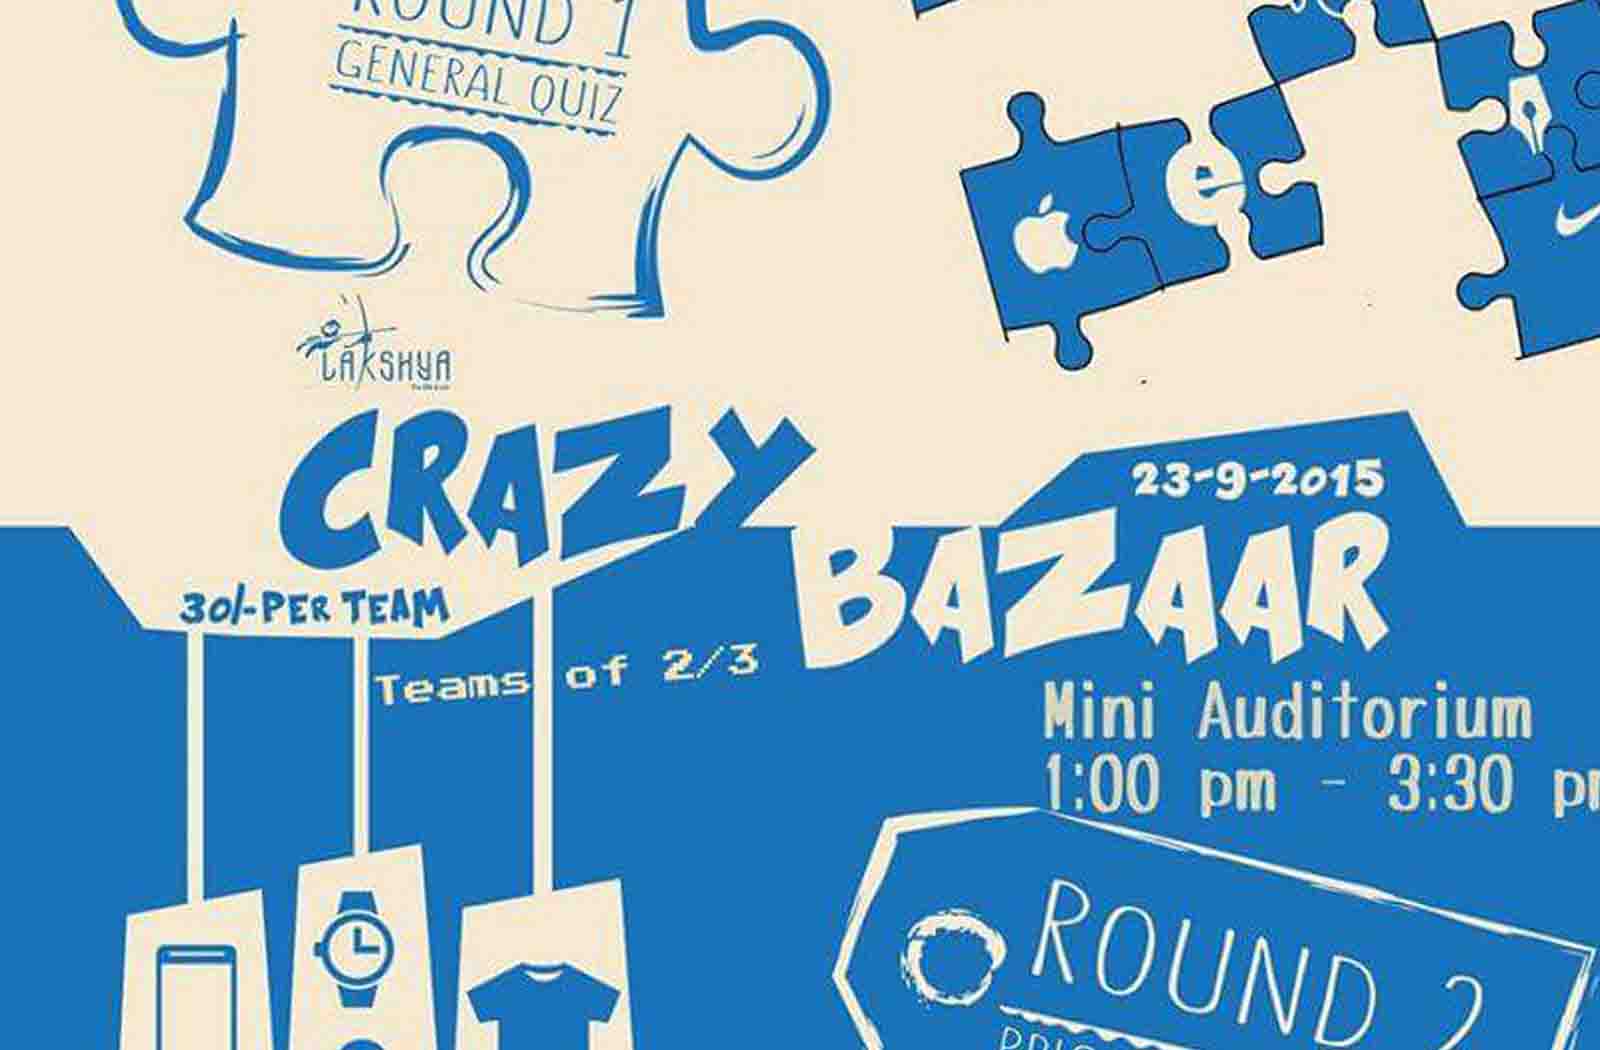 ROUND 1
GENERAL QUIZ
LAKSHYA
CRAZY
BAZAAR
23-9-2015
30/-PER TEAM
Teams of 2/3
Mini Auditorium
1:00 pm - 3:30
ROUND 2